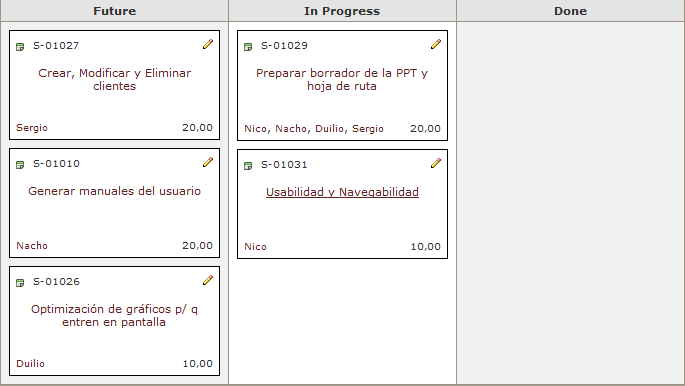 Future
In Progress
Done
S-01027
Crear, Modificar y Eliminar
clientes
Sergio 20,00
S-01010
Generar manuales del usuario
Nacho 20,00
S-01026
Optimización de gráficos p/ q
entren en pantalla
Duilio 10,00
S-01029
Preparar borrador de la PPT y
hoja de ruta
Nico, Nacho, Duilio, Sergio 20,00
S-01031
Usabilidad y Navegabilidad
Nico 10,00